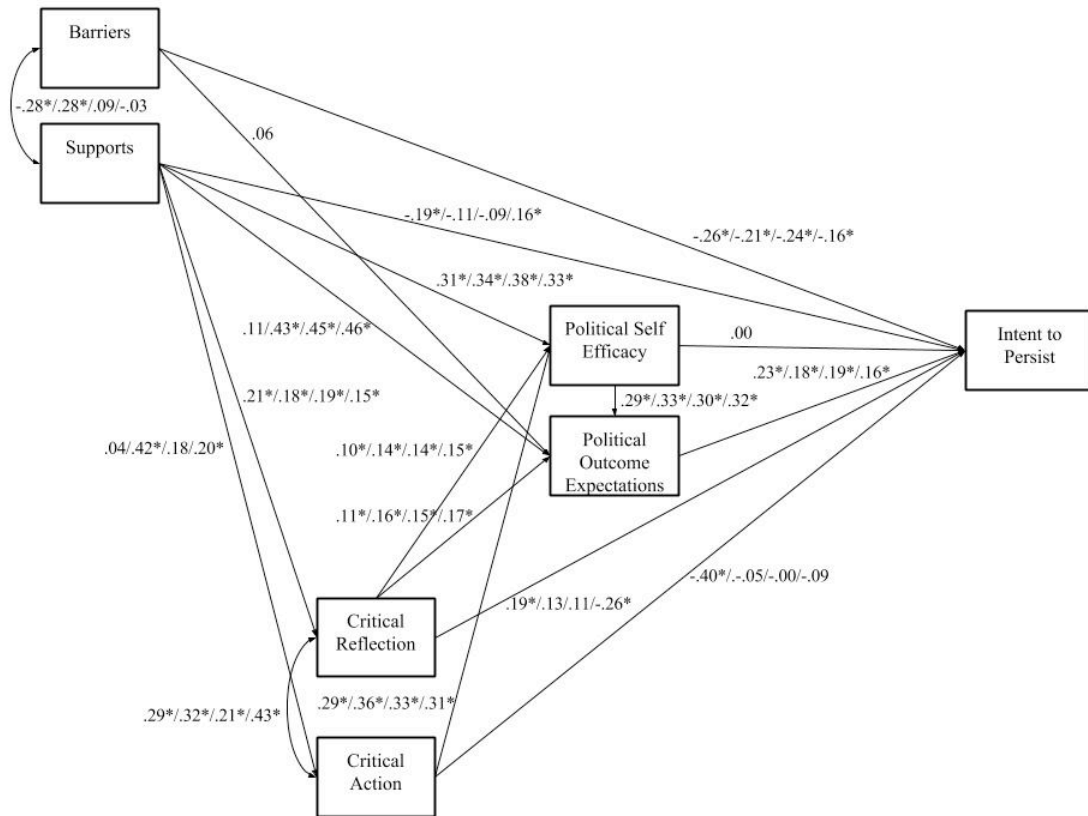 Barriers
-.28*/.28*/.09/-.03
Supports
.06
-.19*/-.11/-.09/.16*
-.26*/-.21*/-.24*/-.16*
.31*/.34*/.38*/.33*
.11/.43*/.45*/.46*
Political Self
Efficacy
.00
Intent to
Persist
.23*/.18*/.19*/.16*
.29*/.33*/.30*/.32*
.21*/.18*/.19*/.15*
.04/.42*/.18/.20*
.10*/.14*/.14*/.15*
Political
Outcome
Expectations
.11*/.16*/.15*/.17*
-.40*/-.05/-.00/-.09
.19*/.13/.11/-.26*
Critical
Reflection
.29*/.36*/.33*/.31*
.29*/.32*/.21*/.43*
Critical
Action